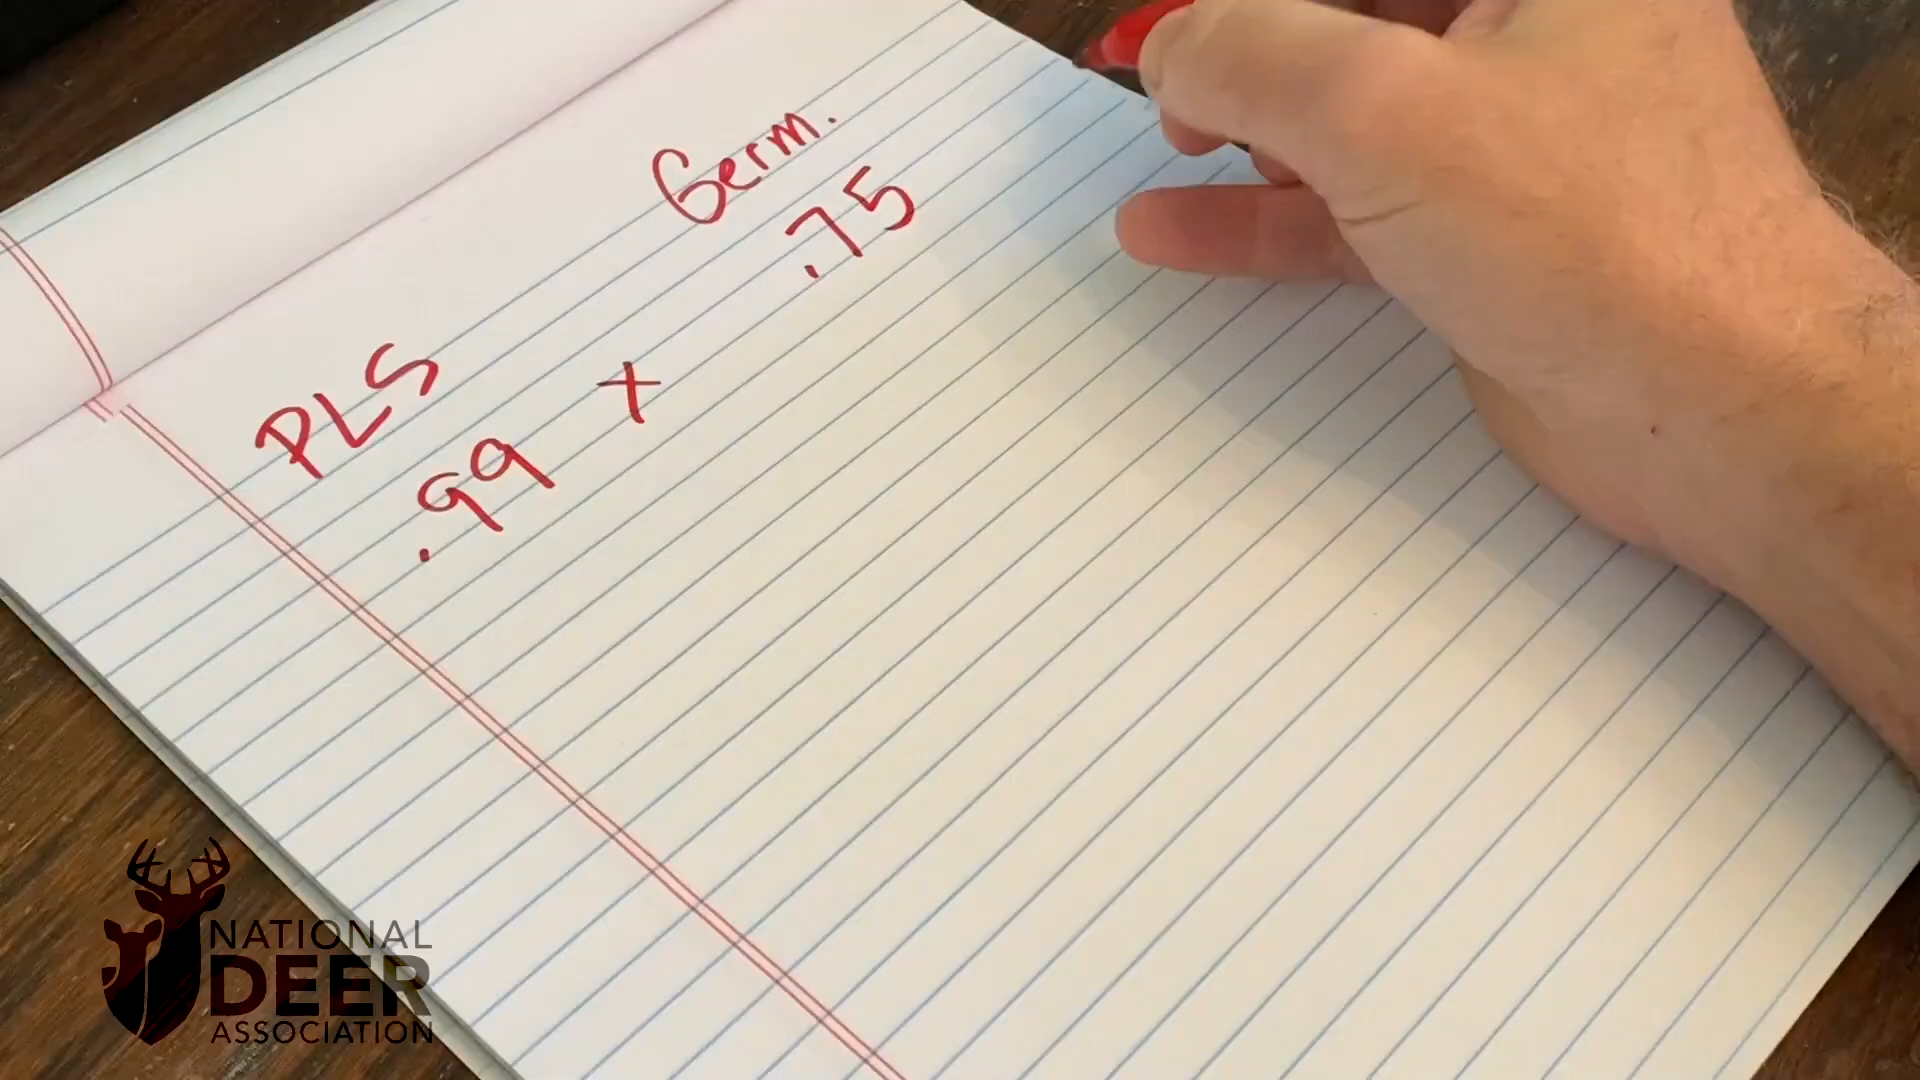 PLS
Germ.
.99 x .75
NATIONAL
DEER
ASSOCIATION